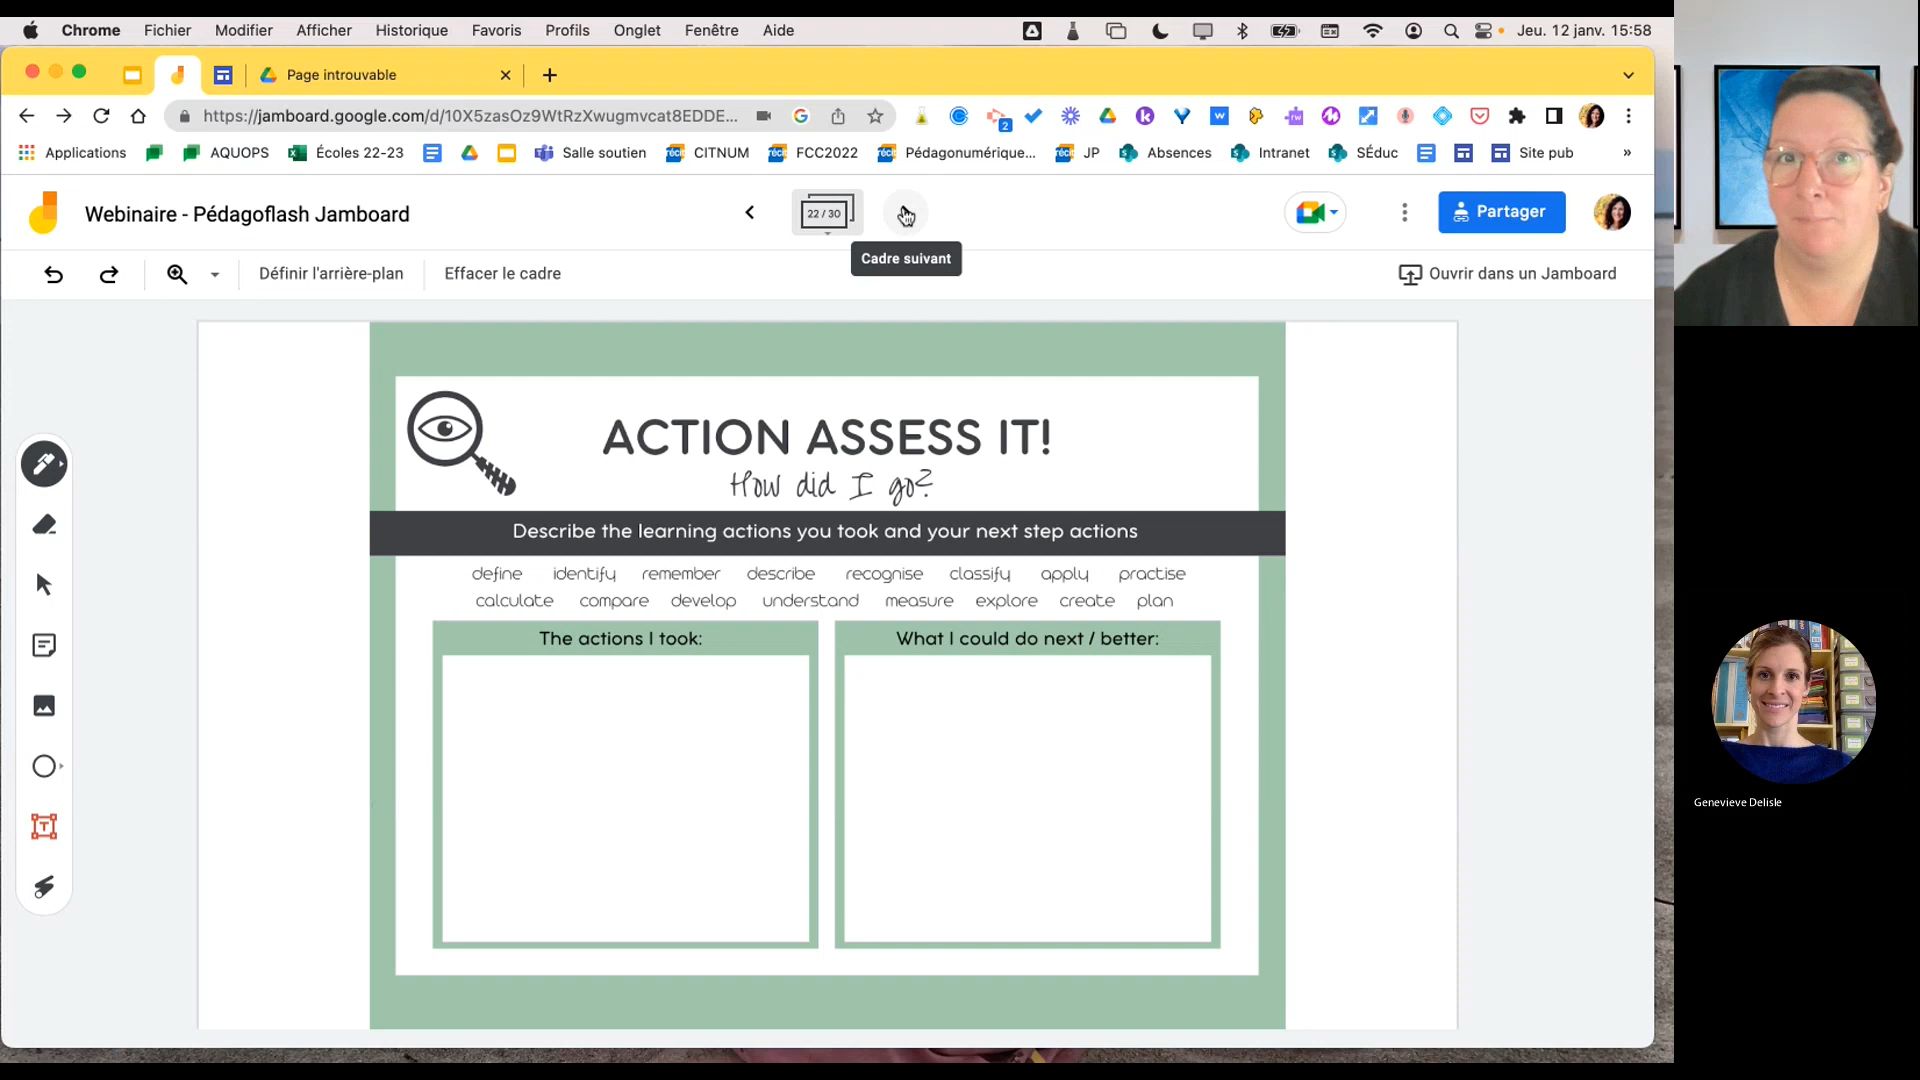 Chrome Fichier Modifier Afficher Historique Favoris Profils Onglet Fenêtre Aide Jeu. 12 janv. 15:58
Page introuvable
https://jamboard.google.com/d/10X5zasOz9WtRzXwugmvcat8EDDE...
2
Applications AQUOPS Écoles 22-23 Salle soutien CITNUM FCC2022 Pédagonumérique... JP Absences Intranet SÉduc Site pub »
Webinaire - Pédagoflash Jamboard
22 / 30
Partager
Cadre suivant
Définir l'arrière-plan Effacer le cadre Ouvrir dans un Jamboard
ACTION ASSESS IT!
How did I go?
Describe the learning actions you took and your next step actions
define identify remember describe recognise classify apply practise
calculate compare develop understand measure explore create plan
The actions I took: What I could do next / better:
Genevieve Delisle